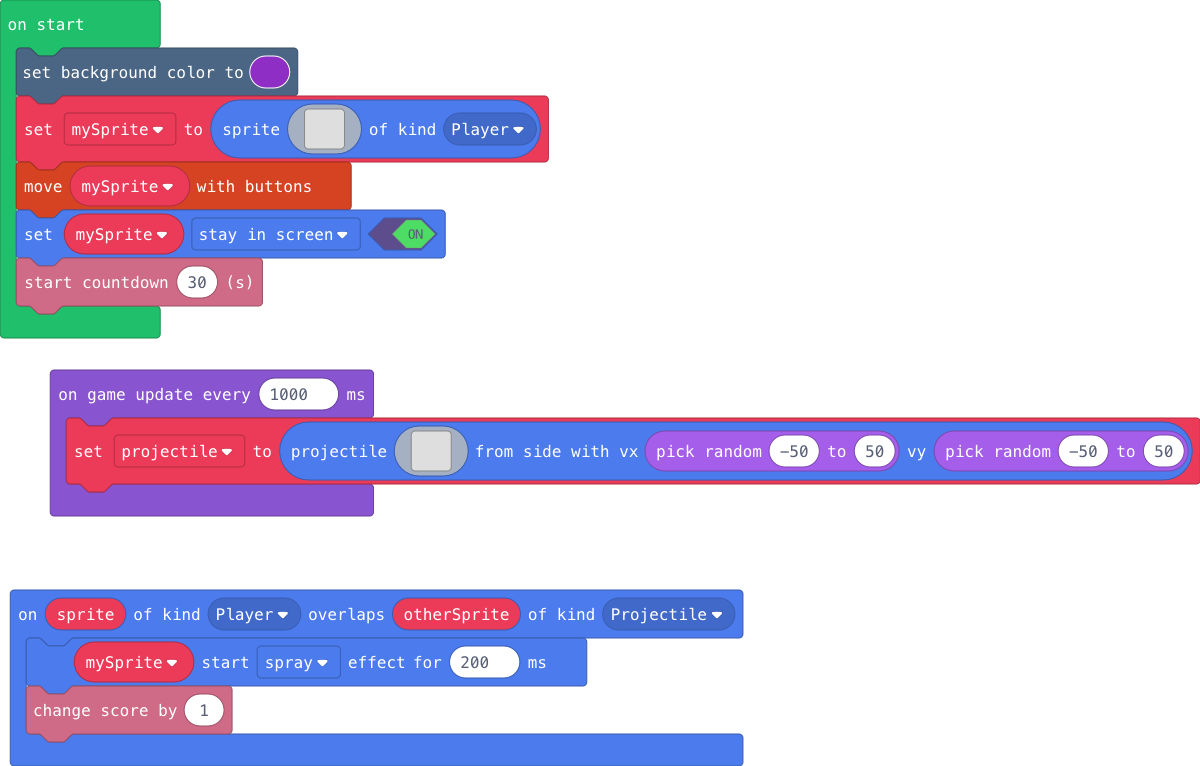 on start
set background color to
set mySprite to sprite of kind Player
move mySprite with buttons
set mySprite stay in screen ON
start countdown 30 (s)
on game update every 1000 ms
set projectile to projectile from side with vx pick random -50 to 50 vy pick random -50 to 50
on sprite of kind Player overlaps otherSprite of kind Projectile
mySprite start spray effect for 200 ms
change score by 1